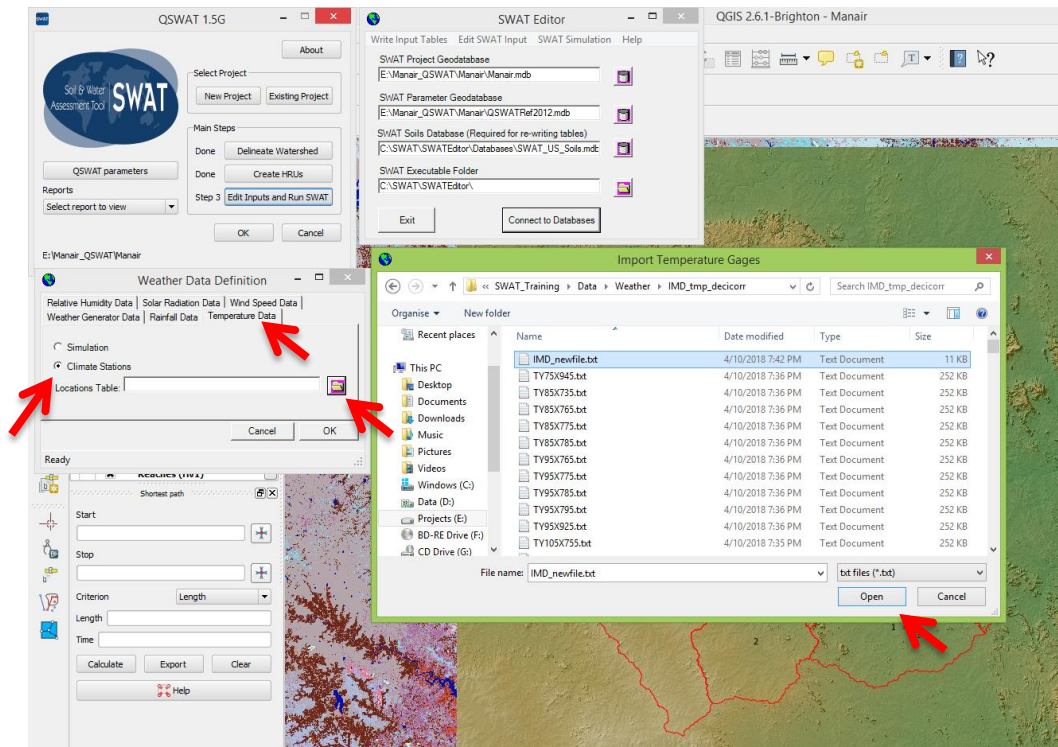 QSWAT 1.5G
SWAT
Soil & Water
Assessment Tool
SWAT
About
Select Project
New Project
Existing Project
Main Steps
Done
Delineate Watershed
Done
Create HRUs
Step 3
Edit Inputs and Run SWAT
QSWAT parameters
Reports
Select report to view
OK
Cancel
E:\Manair_QSWAT\Manair
SWAT Editor
Write Input Tables
Edit SWAT Input
SWAT Simulation
Help
SWAT Project Geodatabase
E:\Manair_QSWAT\Manair\Manair.mdb
SWAT Parameter Geodatabase
E:\Manair_QSWAT\Manair\QSWATRef2012.mdb
SWAT Soils Database (Required for re-writing tables)
C:\SWAT\SWATEditor\Databases\SWAT_US_Soils.mdb
SWAT Executable Folder
C:\SWAT\SWATEditor\
Exit
Connect to Databases
QGIS 2.6.1-Brighton - Manair
Weather Data Definition
Relative Humidity Data
Solar Radiation Data
Wind Speed Data
Weather Generator Data
Rainfall Data
Temperature Data
Simulation
Climate Stations
Locations Table:
Cancel
OK
Ready
Import Temperature Gages
« SWAT_Training
Data
Weather
IMD_tmp_decicorr
Search IMD_tmp_decicorr
Organise
New folder
Recent places
This PC
Desktop
Documents
Downloads
Music
Pictures
Videos
Windows (C:)
Data (D:)
Projects (E:)
BD-RE Drive (F:)
CD Drive (G:)
Name Date modified Type Size
IMD_newfile.txt 4/10/2018 7:42 PM Text Document 11 KB
TY75X945.txt 4/10/2018 7:36 PM Text Document 252 KB
TY85X735.txt 4/10/2018 7:36 PM Text Document 252 KB
TY85X765.txt 4/10/2018 7:36 PM Text Document 252 KB
TY85X775.txt 4/10/2018 7:36 PM Text Document 252 KB
TY85X785.txt 4/10/2018 7:36 PM Text Document 252 KB
TY95X765.txt 4/10/2018 7:36 PM Text Document 252 KB
TY95X775.txt 4/10/2018 7:36 PM Text Document 252 KB
TY95X785.txt 4/10/2018 7:36 PM Text Document 252 KB
TY95X795.txt 4/10/2018 7:36 PM Text Document 252 KB
TY95X925.txt 4/10/2018 7:36 PM Text Document 252 KB
TY105X755.txt 4/10/2018 7:35 PM Text Document 252 KB
File name: IMD_newfile.txt
txt files (*.txt)
Open
Cancel
Shortest path
Start
Stop
Criterion
Length
Length
Time
Calculate
Export
Clear
Help
2
1